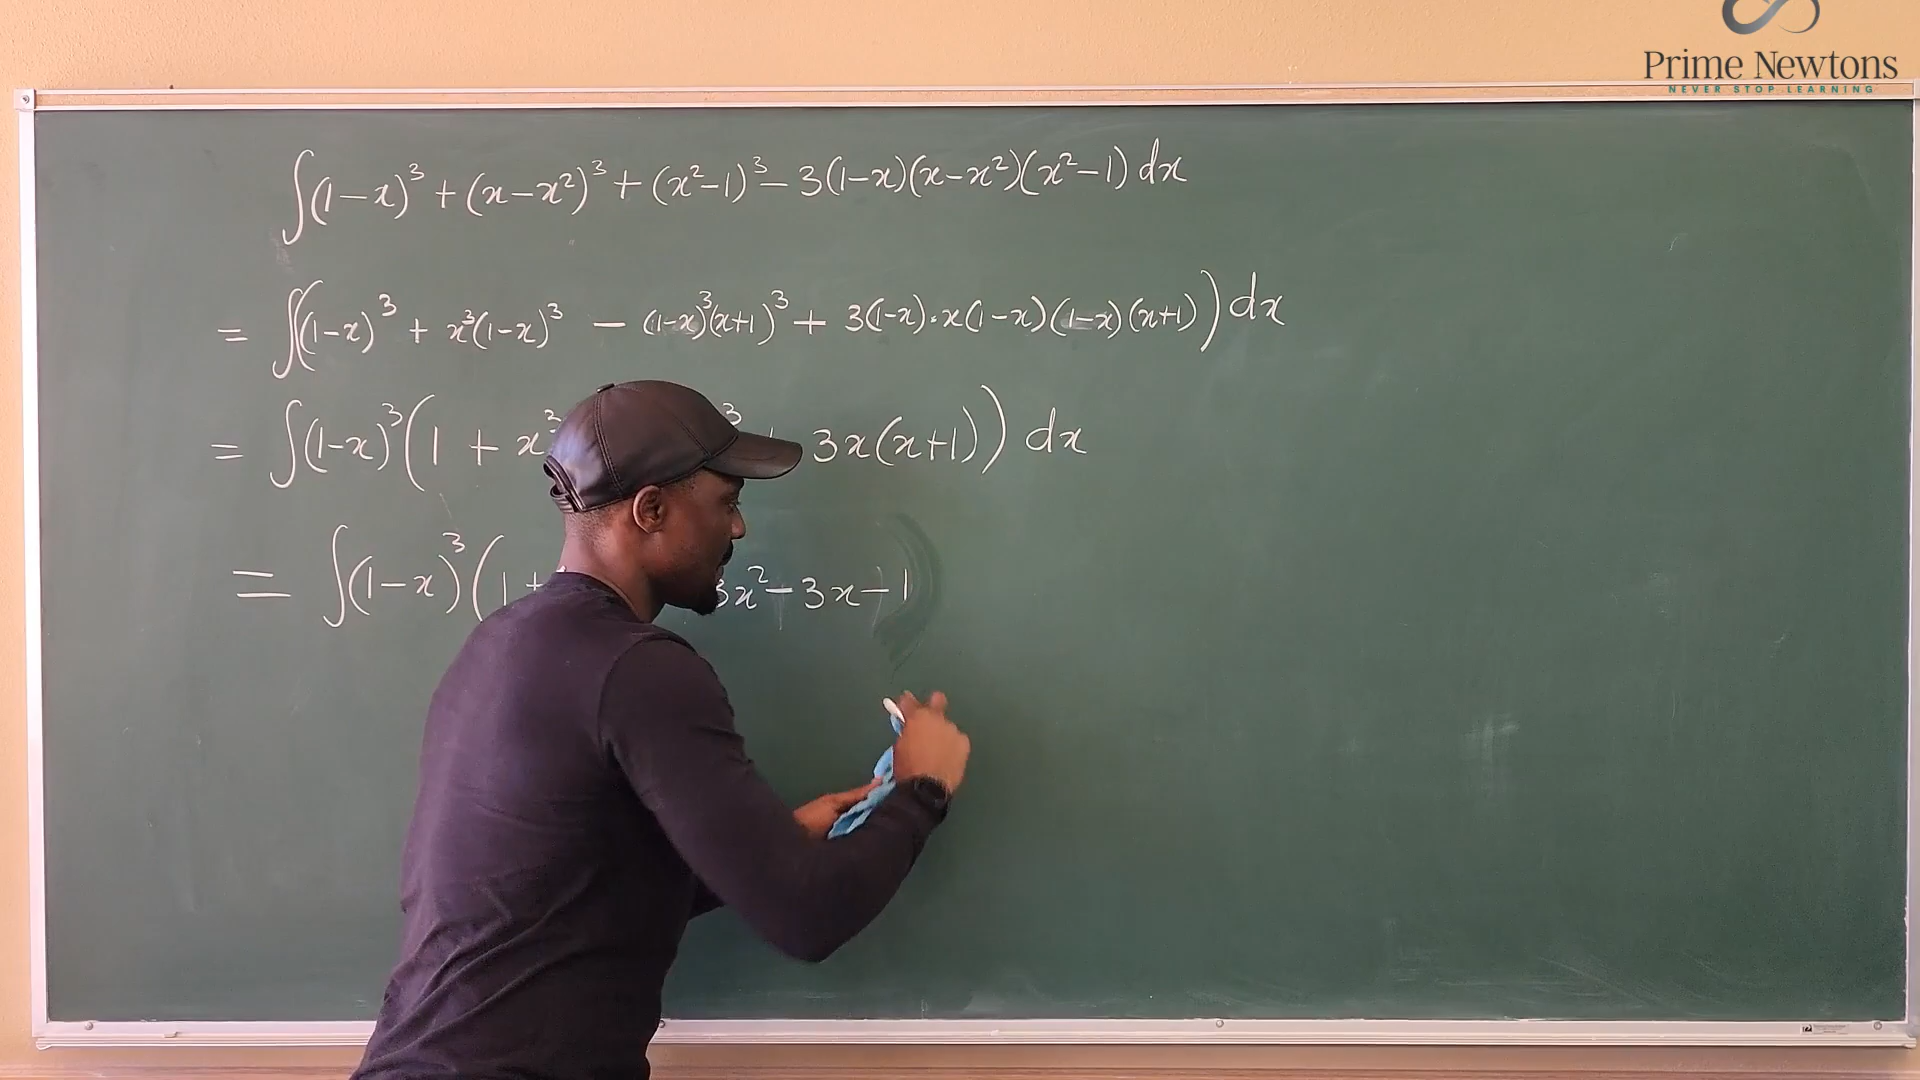 Prime Newtons
NEVER STOP LEARNING
∫(1−x)³ + (x−x²)³ + (x²−1)³ − 3(1−x)(x−x²)(x²−1) dx
= ∫((1−x)³ + x³(1−x)³ − (1−x)³(x+1)³ + 3(1−x)·x(1−x)(1−x)(x+1)) dx
= ∫(1−x)³(1 + x³ ³ + 3x(x+1)) dx
= ∫(1−x)³(1+ 3x²−3x−1